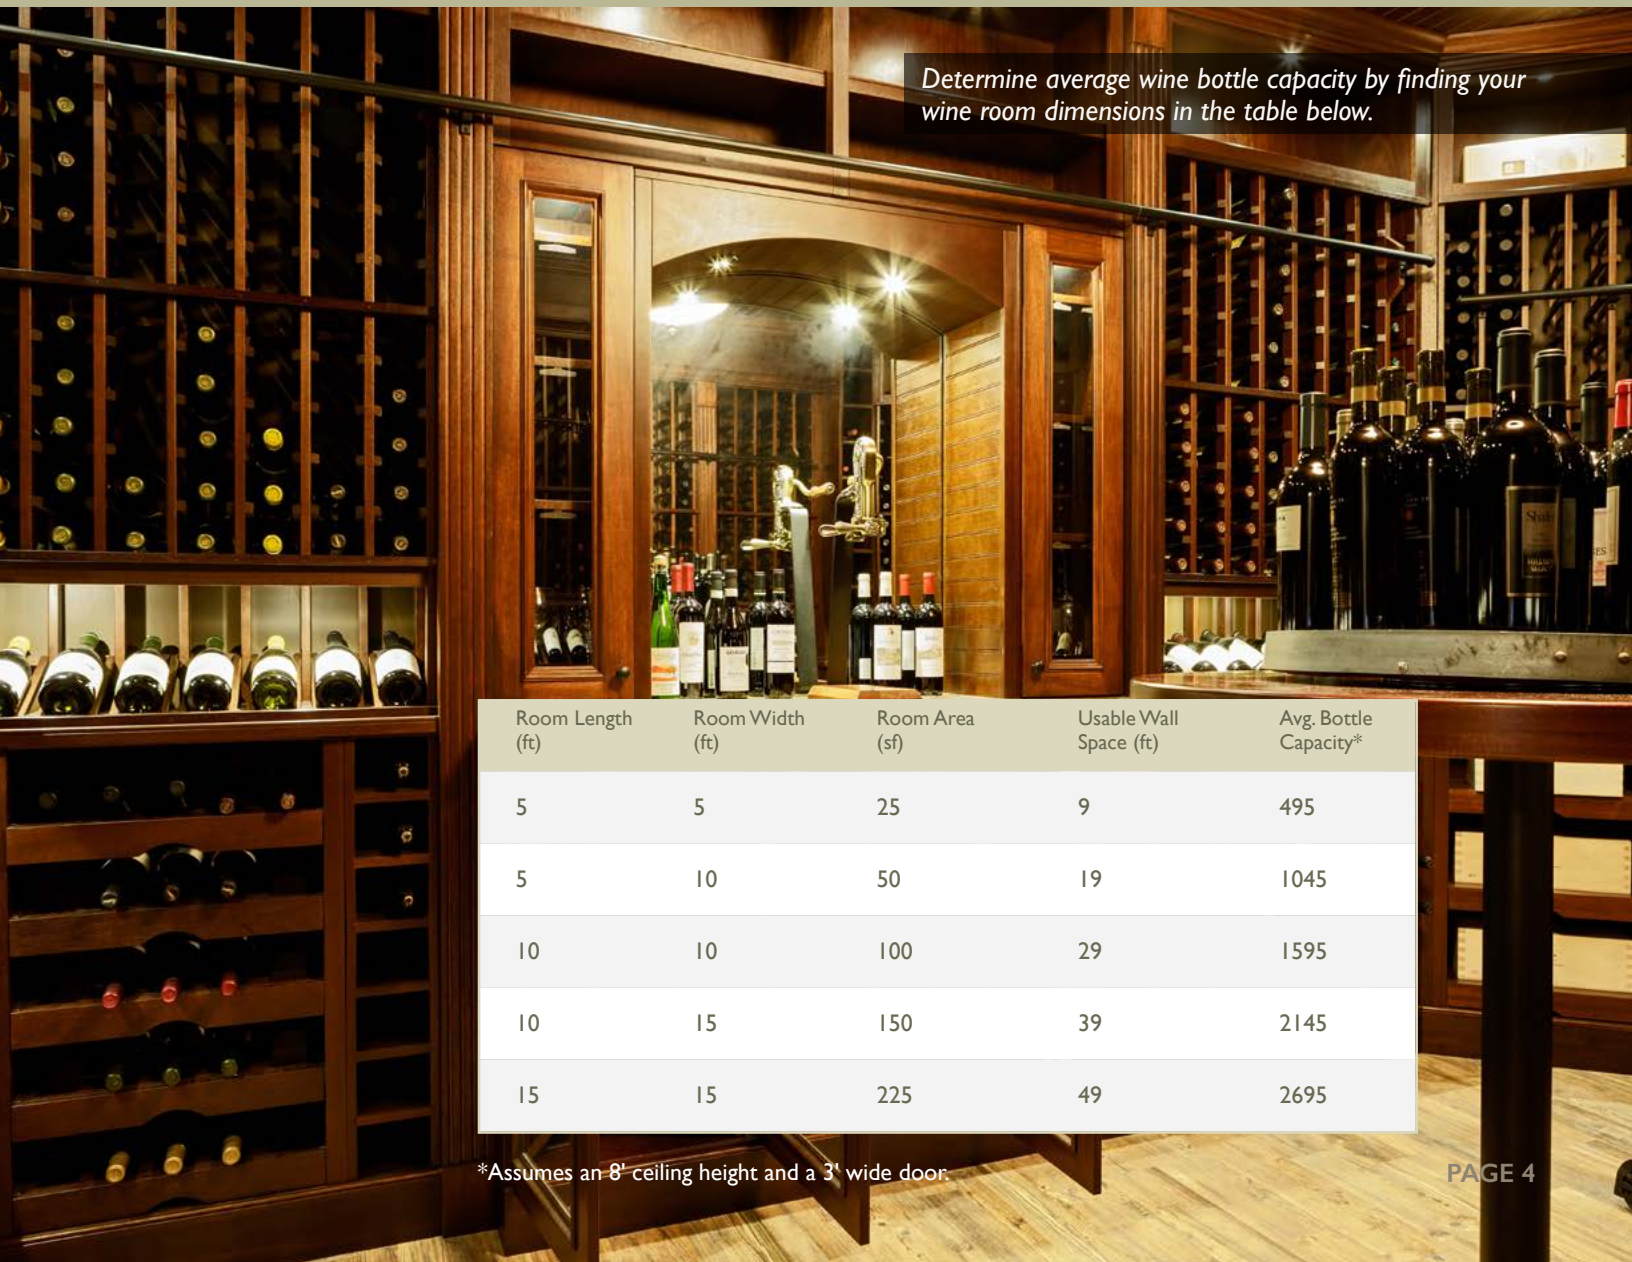 Determine average wine bottle capacity by finding your
wine room dimensions in the table below.
Room Length (ft) Room Width (ft) Room Area (sf) Usable Wall Space (ft) Avg. Bottle Capacity*
5 5 25 9 495
5 10 50 19 1045
10 10 100 29 1595
10 15 150 39 2145
15 15 225 49 2695
*Assumes an 8' ceiling height and a 3' wide door.
PAGE 4